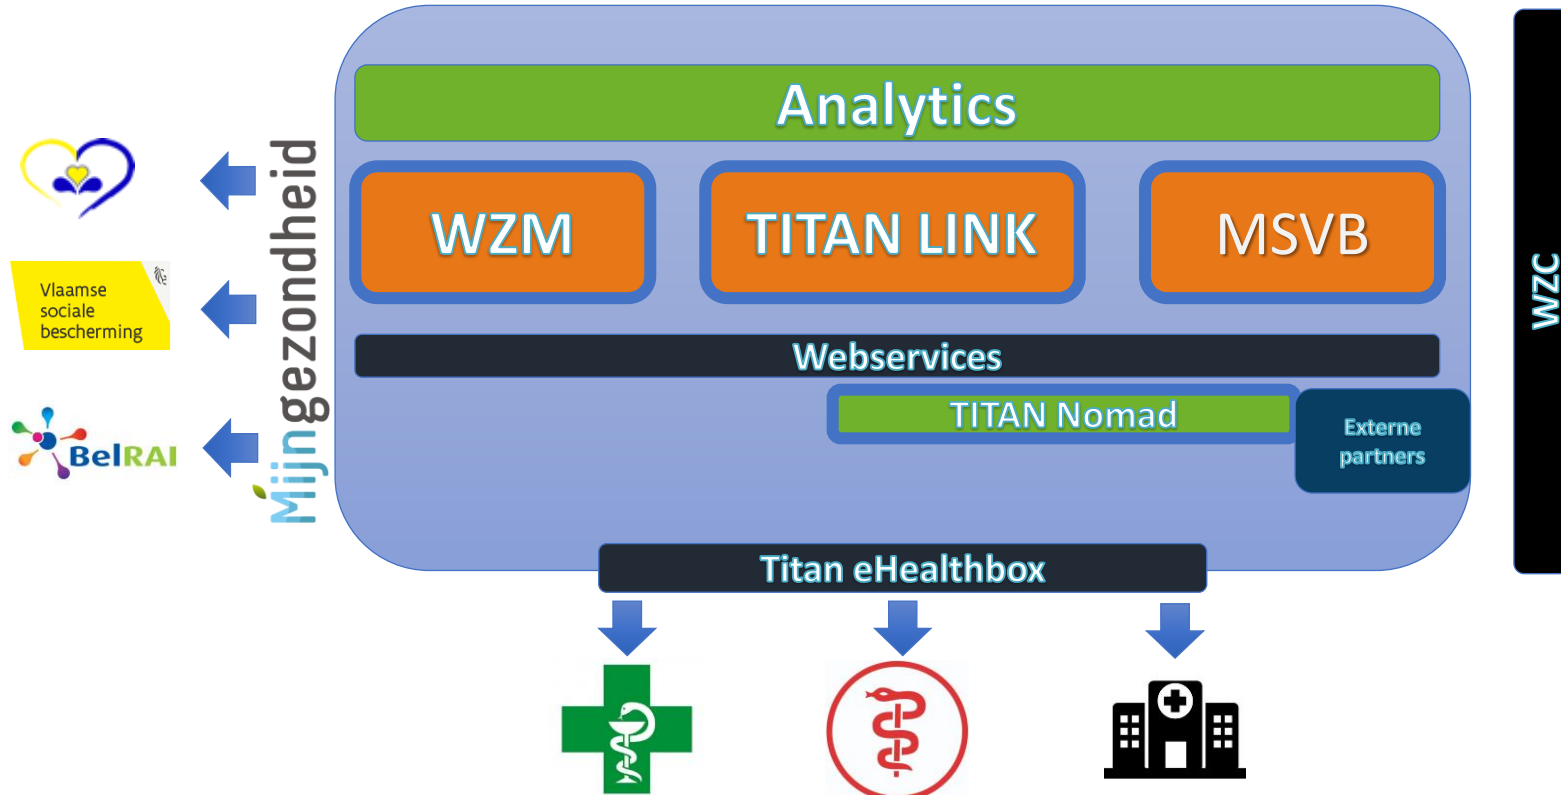 Analytics
WZM
TITAN LINK
MSVB
Webservices
TITAN Nomad
Externe
partners
Titan eHealthbox
Mijngezondheid
Vlaamse
sociale
bescherming
BelRAI
WZC